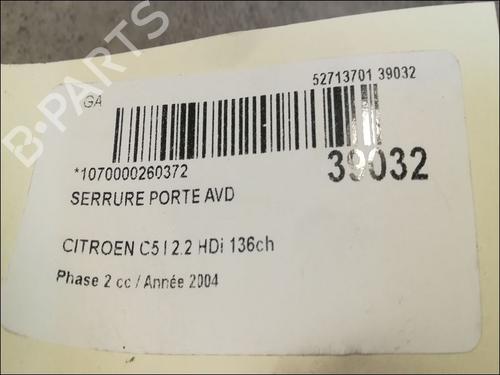 B-PARTS
52713701 39032
GA
*1070000260372
39032
SERRURE PORTE AVD
CITROEN C5 I 2.2 HDi 136ch
Phase 2 cc / Année 2004